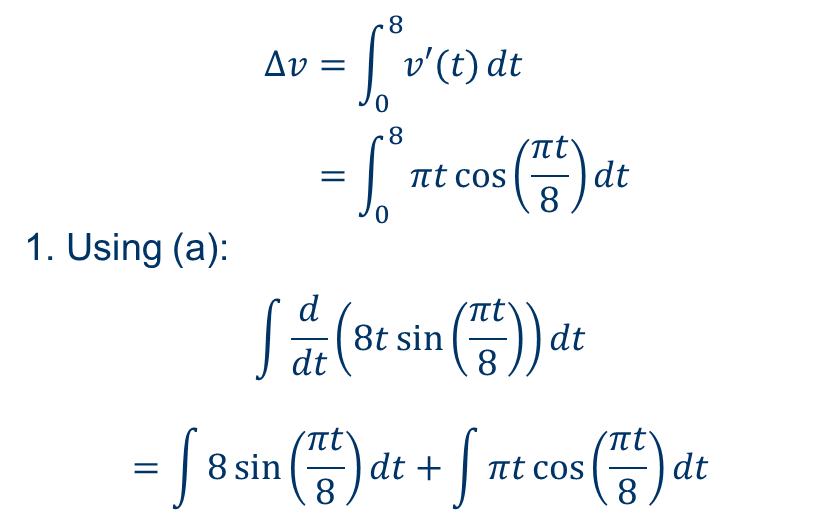 Δv = ∫₀⁸ v′(t) dt
= ∫₀⁸ πt cos(πt/8) dt
1. Using (a):
∫ d/dt (8t sin(πt/8)) dt
= ∫ 8 sin(πt/8) dt + ∫ πt cos(πt/8) dt